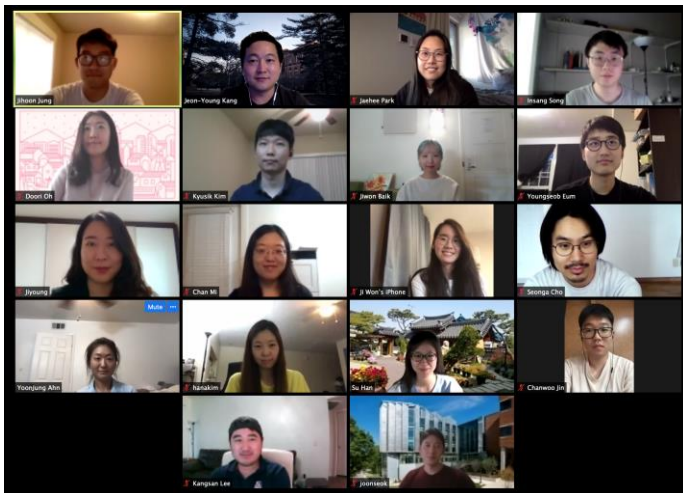 Jihoon Jung
Jeon-Young Kang
Jaehee Park
Insang Song
Doori Oh
Kyusik Kim
Jiwon Baik
Youngseob Eum
Jiyoung
Chan Mi
Ji Won's iPhone
Seonga Cho
Mute
Yoonjung Ahn
hanakim
Su Han
Chanwoo Jin
Kangsan Lee
joonseok